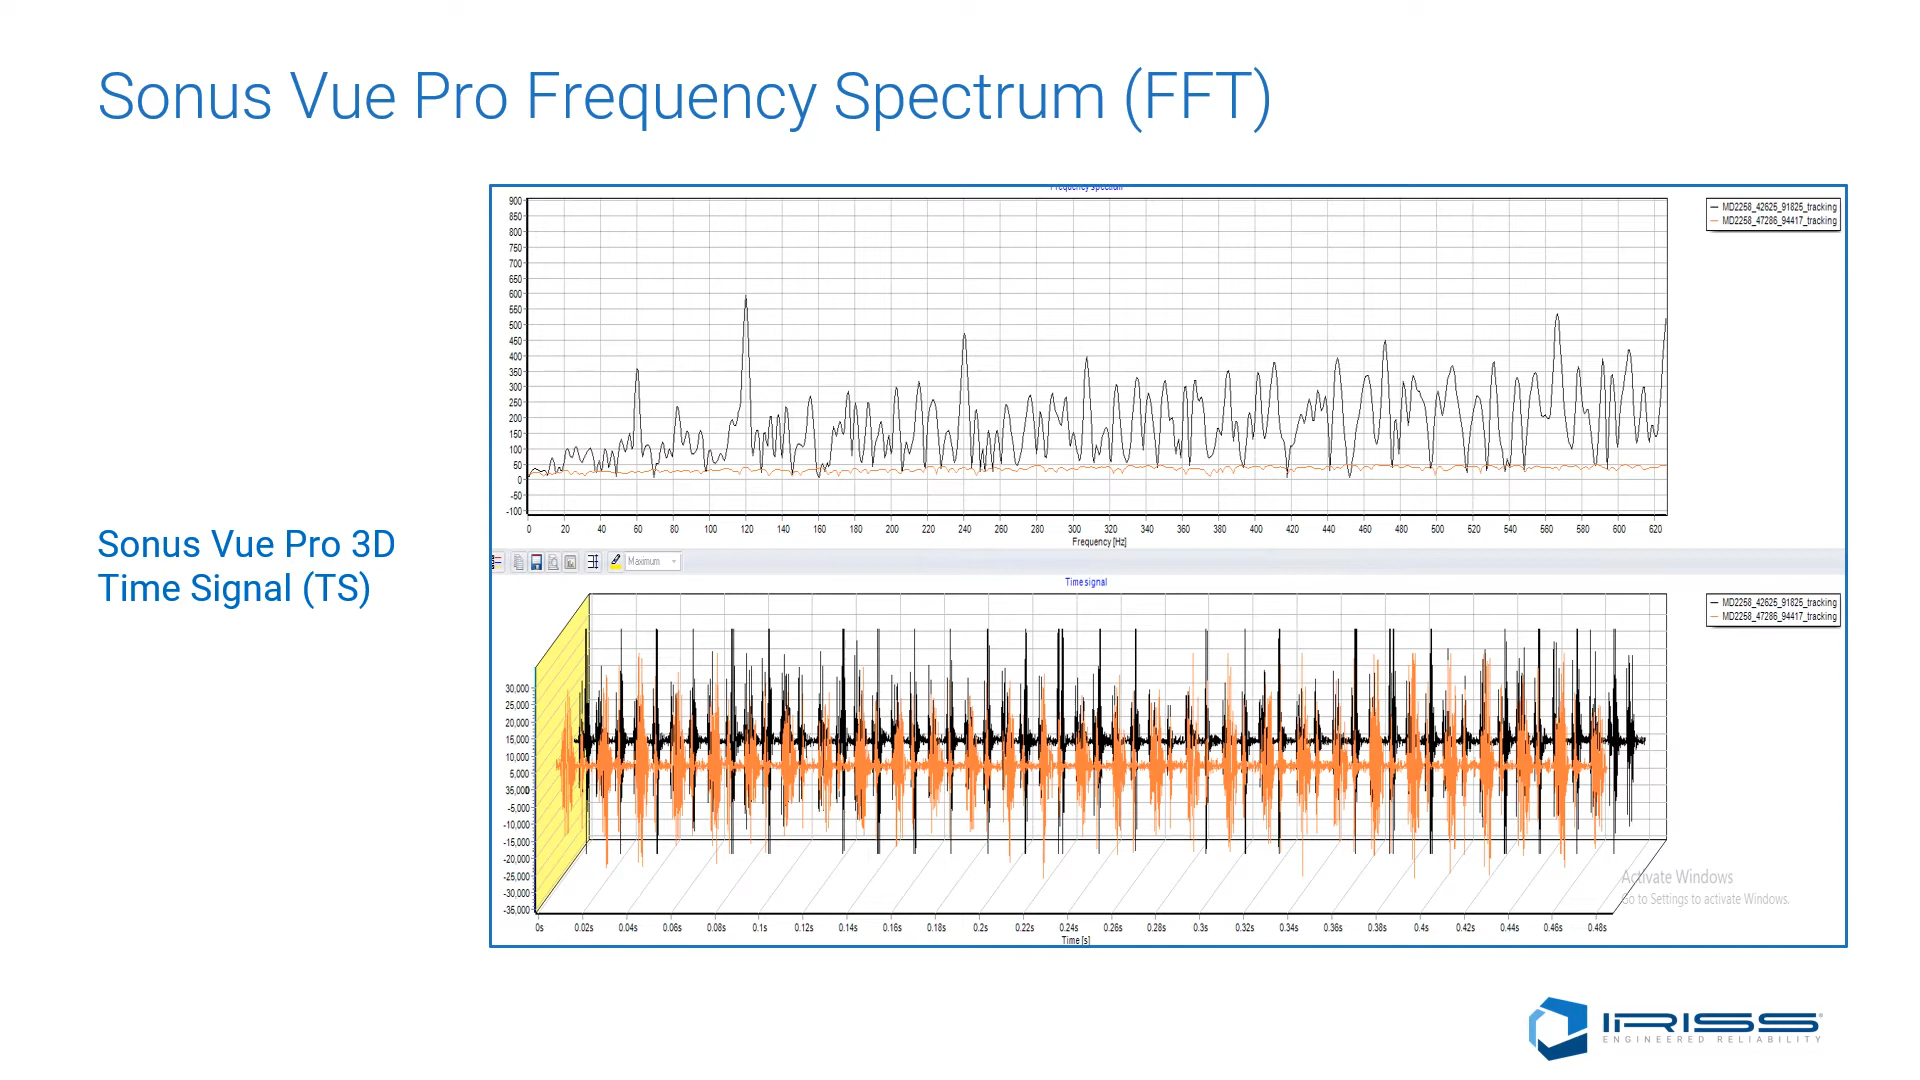 Sonus Vue Pro Frequency Spectrum (FFT)
Sonus Vue Pro 3D
Time Signal (TS)
Frequency spectrum
900
850
800
750
700
650
600
550
500
450
400
350
300
250
200
150
100
50
0
-50
-100
0 20 40 60 80 100 120 140 160 180 200 220 240 260 280 300 320 340 360 380 400 420 440 460 480 500 520 540 560 580 600 620
Frequency [Hz]
MD2258_42625_91825_tracking
MD2258_47286_94417_tracking
Maximum
Time signal
MD2258_42625_91825_tracking
MD2258_47286_94417_tracking
30,000
25,000
20,000
15,000
10,000
5,000
35,000
-5,000
-10,000
-15,000
-20,000
-25,000
-30,000
-35,000
0s 0.02s 0.04s 0.06s 0.08s 0.1s 0.12s 0.14s 0.16s 0.18s 0.2s 0.22s 0.24s 0.26s 0.28s 0.3s 0.32s 0.34s 0.36s 0.38s 0.4s 0.42s 0.44s 0.46s 0.48s
Time [s]
Activate Windows
Go to Settings to activate Windows.
IRISS
ENGINEERED RELIABILITY